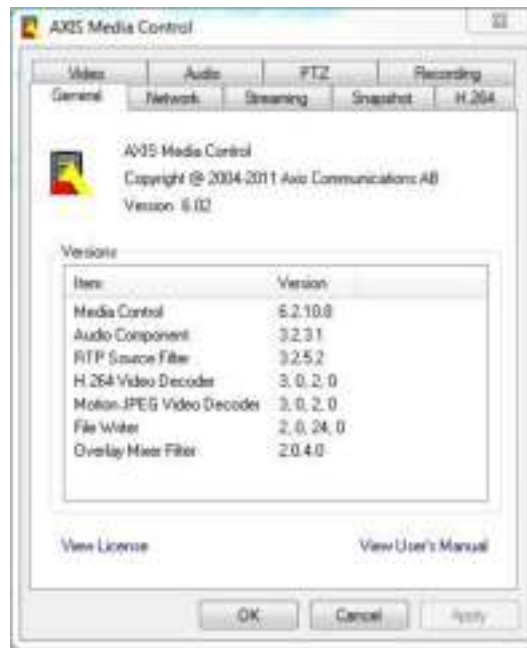 AXIS Media Control
Video Audio PTZ Recording
General Network Streaming Snapshot H.264
AXIS Media Control
Copyright @ 2004-2011 Axis Communications AB
Version 6.02
Versions
Item Version
Media Control 6.2.10.8
Audio Component 3.2.3.1
RTP Source Filter 3.2.5.2
H.264 Video Decoder 3, 0, 2, 0
Motion JPEG Video Decoder 3, 0, 2, 0
File Writer 2, 0, 24, 0
Overlay Mixer Filter 2.0.4.0
View License View User's Manual
OK Cancel Apply